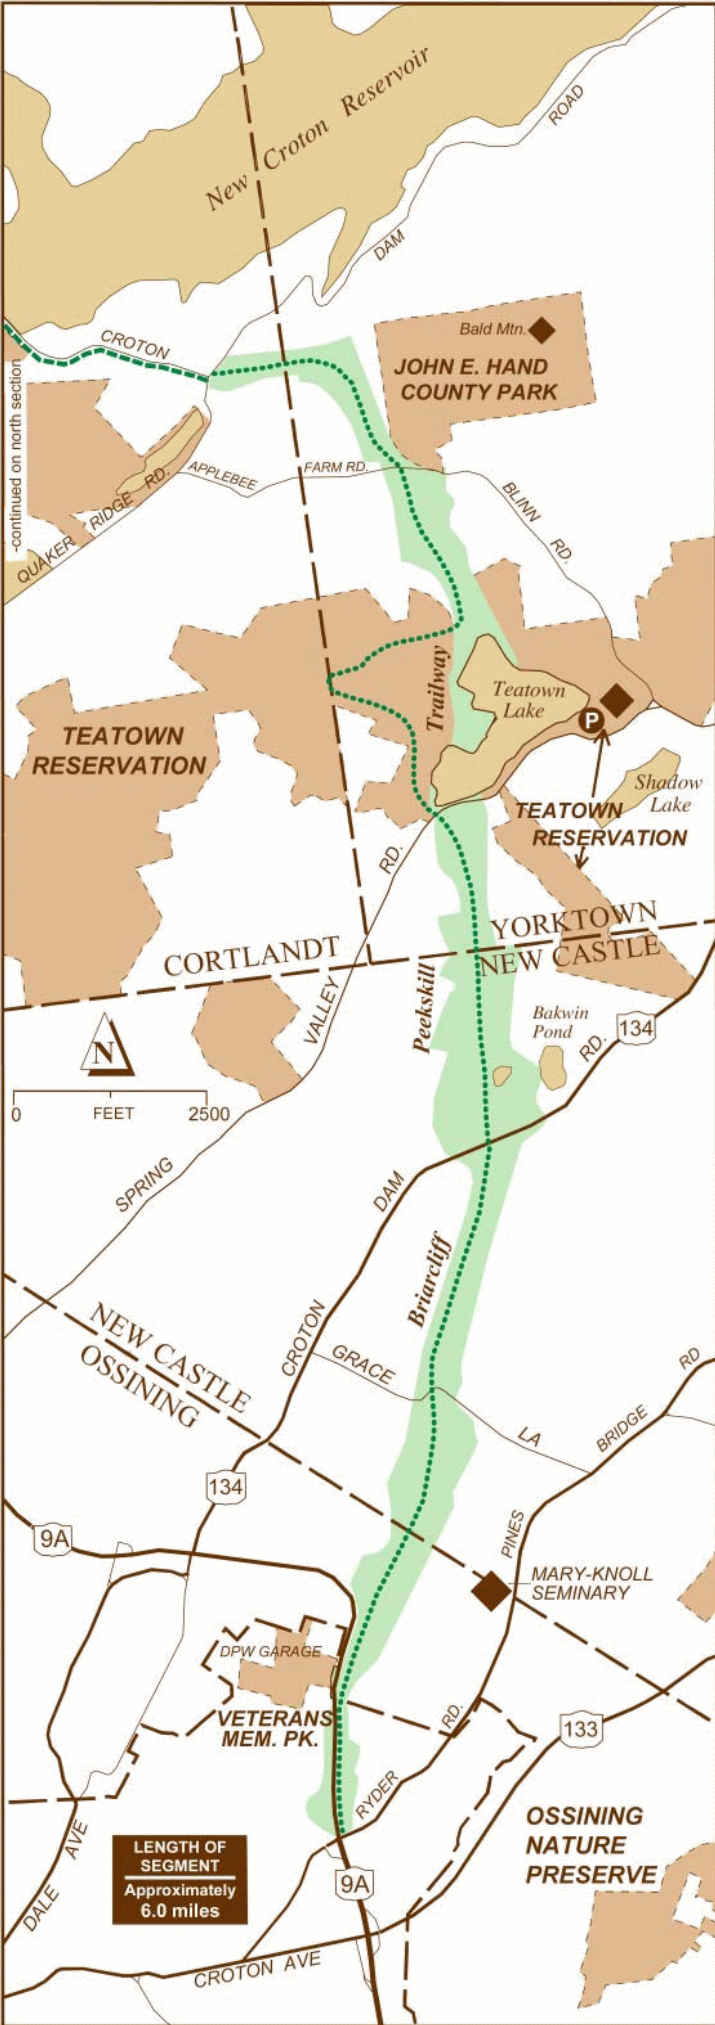 New Croton Reservoir
ROAD
DAM
CROTON
Bald Mtn.
JOHN E. HAND
COUNTY PARK
-continued on north section
APPLEBEE
FARM RD.
QUAKER RIDGE RD.
BLINN RD.
Trailway
Teatown
Lake
P
TEATOWN
RESERVATION
Shadow
Lake
TEATOWN
RESERVATION
RD.
YORKTOWN
NEW CASTLE
CORTLANDT
VALLEY
Peekskill
Bakwin
Pond
134
RD.
N
0 FEET 2500
SPRING
DAM
Briarcliff
CROTON
NEW CASTLE
OSSINING
GRACE
LA
RD
BRIDGE
134
PINES
9A
MARY-KNOLL
SEMINARY
DPW GARAGE
VETERANS
MEM. PK.
RD.
133
RYDER
OSSINING
NATURE
PRESERVE
LENGTH OF
SEGMENT
Approximately
6.0 miles
9A
DALE AVE
CROTON AVE